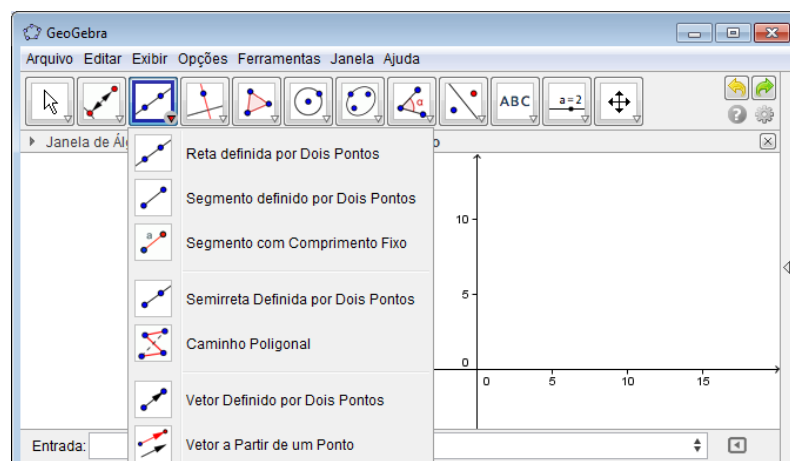 GeoGebra
Arquivo Editar Exibir Opções Ferramentas Janela Ajuda
a ABC a=2
Janela de Ál
o
Reta definida por Dois Pontos
Segmento definido por Dois Pontos
a
Segmento com Comprimento Fixo
Semirreta Definida por Dois Pontos
Caminho Poligonal
Vetor Definido por Dois Pontos
Vetor a Partir de um Ponto
10
5
0
0 5 10 15
Entrada: